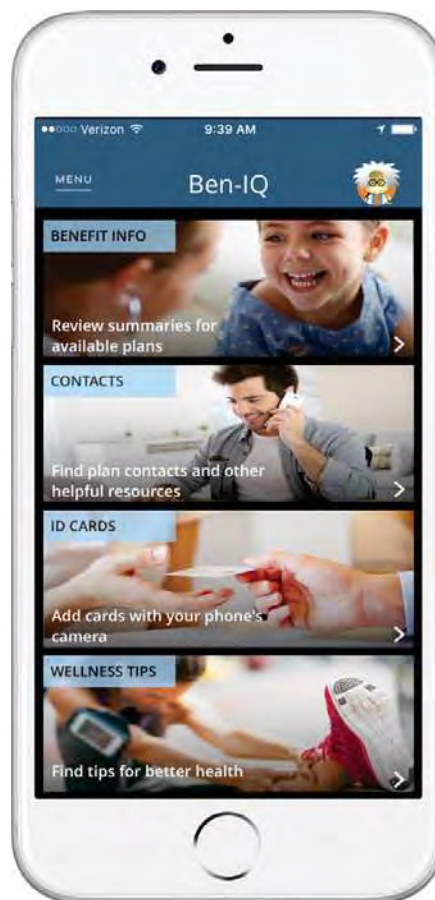 Verizon 9:39 AM
MENU
Ben-IQ
BENEFIT INFO
Review summaries for
available plans
CONTACTS
Find plan contacts and other
helpful resources
ID CARDS
Add cards with your phone's
camera
WELLNESS TIPS
Find tips for better health